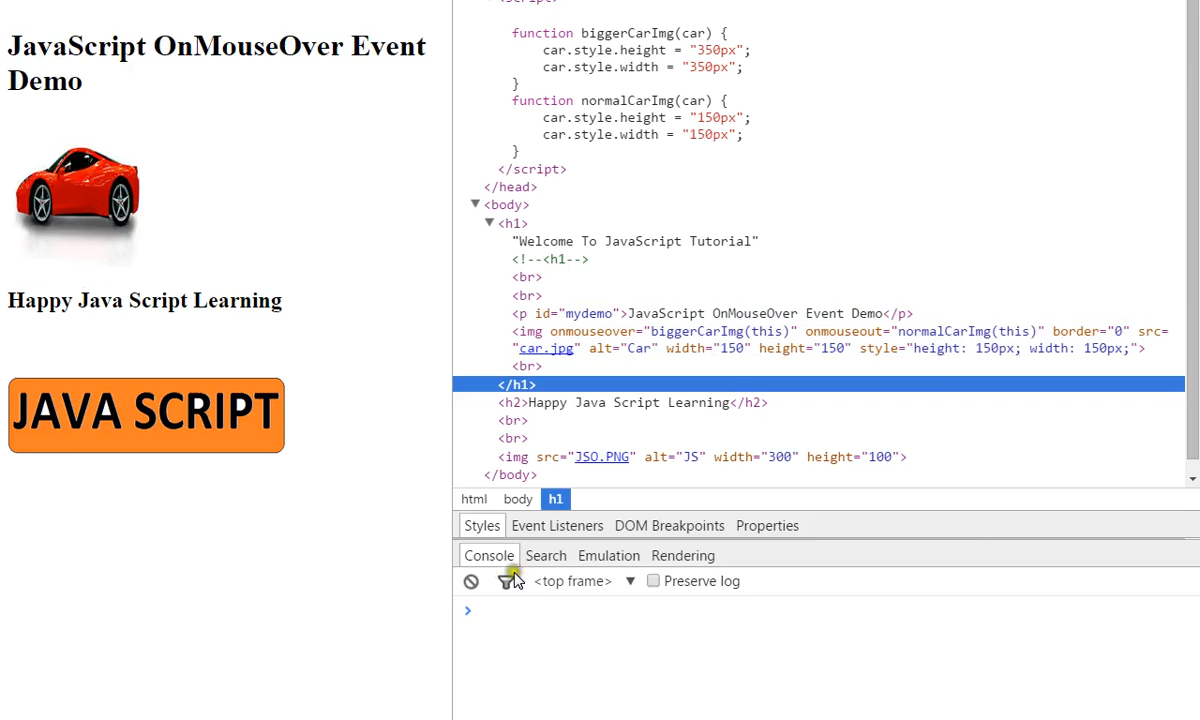 JavaScript OnMouseOver Event
Demo
Happy Java Script Learning
JAVA SCRIPT
function biggerCarImg(car) {
car.style.height = "350px";
car.style.width = "350px";
}
function normalCarImg(car) {
car.style.height = "150px";
car.style.width = "150px";
}
</script>
</head>
▼<body>
▼<h1>
"Welcome To JavaScript Tutorial"
<!--<h1-->
<br>
<br>
<p id="mydemo">JavaScript OnMouseOver Event Demo</p>
<img onmouseover="biggerCarImg(this)" onmouseout="normalCarImg(this)" border="0" src=
"car.jpg" alt="Car" width="150" height="150" style="height: 150px; width: 150px;">
<br>
</h1>
<h2>Happy Java Script Learning</h2>
<br>
<br>
<img src="JSO.PNG" alt="JS" width="300" height="100">
</body>
html body h1
Styles Event Listeners DOM Breakpoints Properties
Console Search Emulation Rendering
<top frame> ▼ Preserve log
>